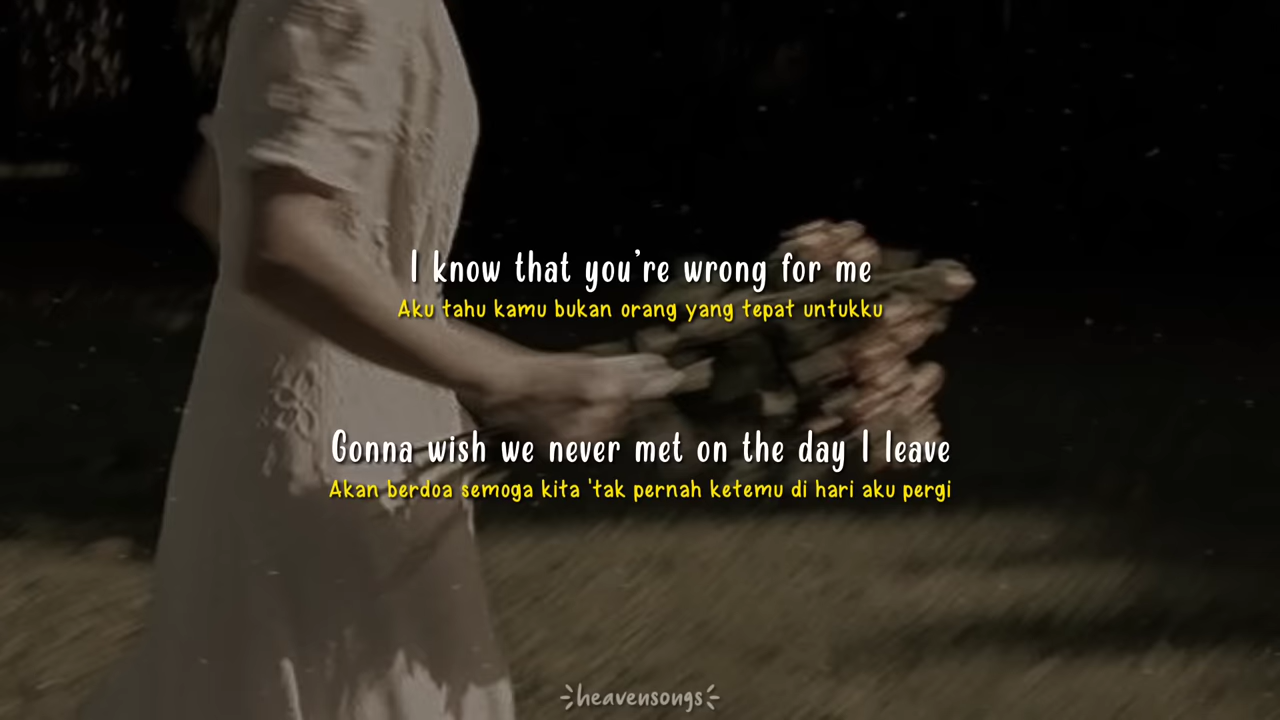 I know that you're wrong for me
Aku tahu kamu bukan orang yang tepat untukku
Gonna wish we never met on the day I leave
Akan berdoa semoga kita 'tak pernah ketemu di hari aku pergi
heavensongs